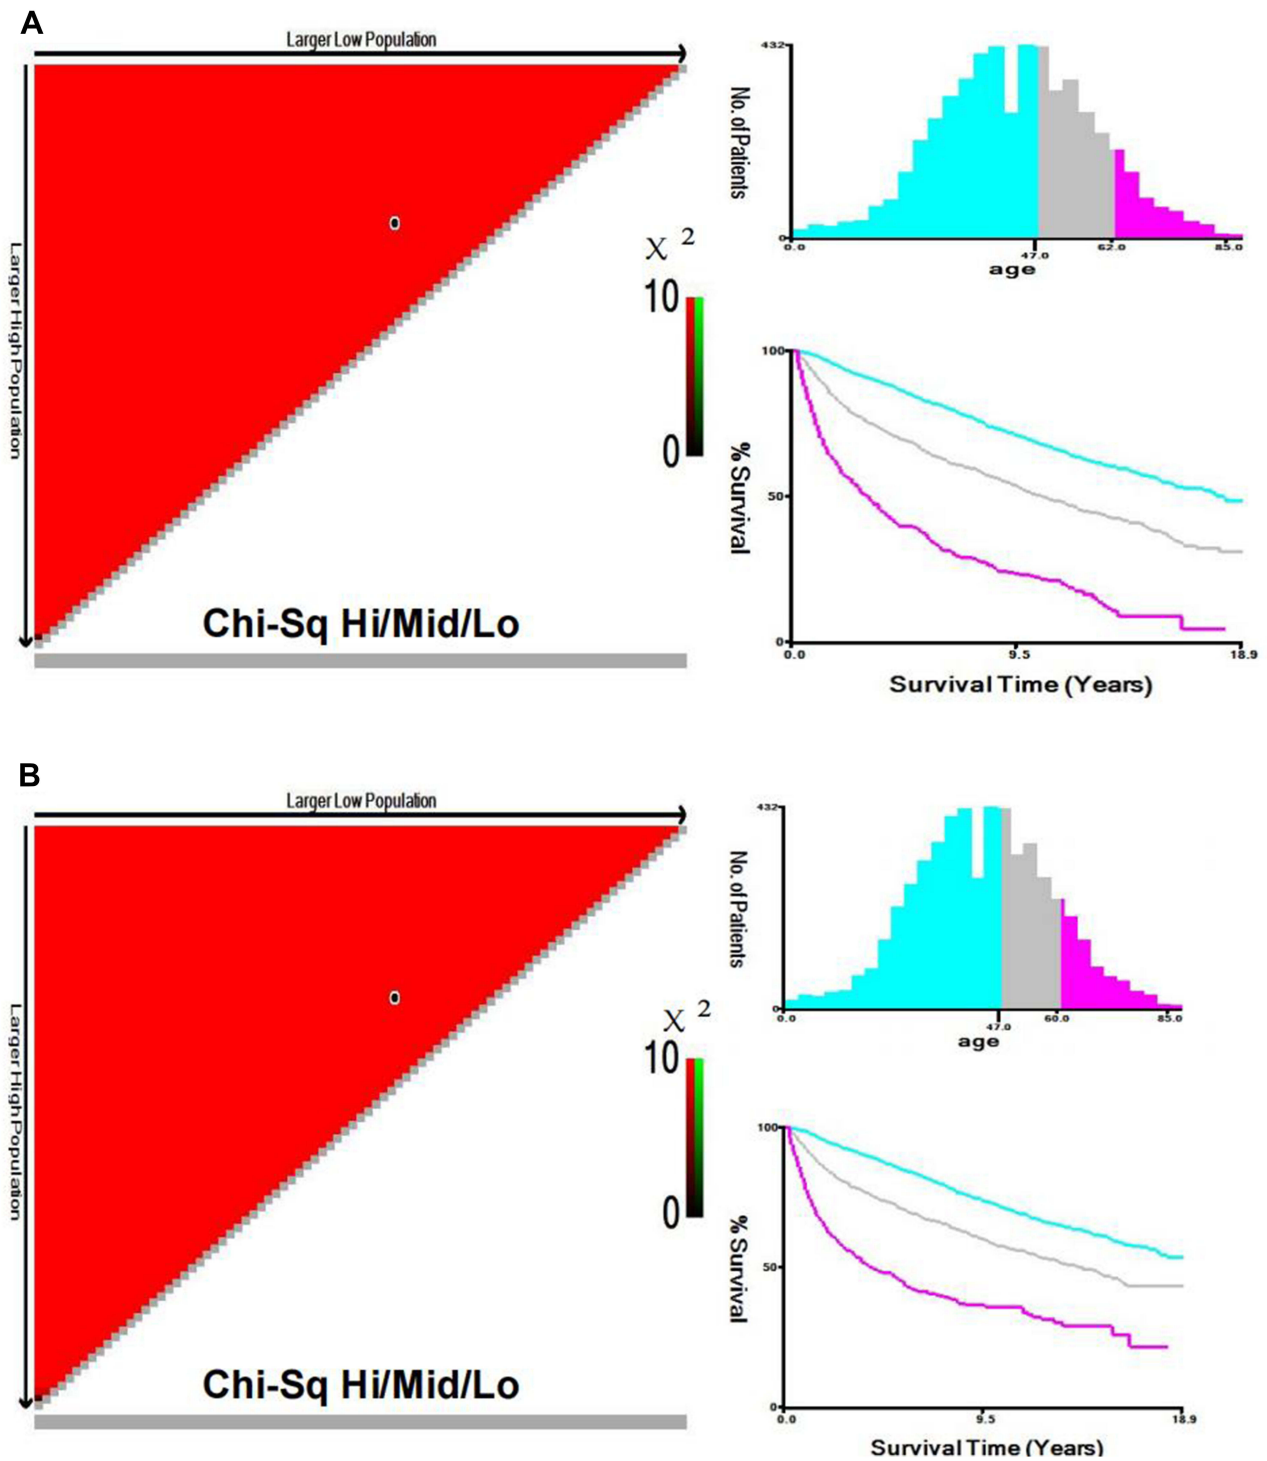 A
Larger Low Population
Larger High Population
χ 2
10
0
Chi-Sq Hi/Mid/Lo
432
No. of Patients
0
0.0
47.0
62.0
85.0
age
100
50
0
% Survival
0.0
9.5
18.9
Survival Time (Years)
B
Larger Low Population
Larger High Population
χ 2
10
0
Chi-Sq Hi/Mid/Lo
432
No. of Patients
0
0.0
47.0
60.0
85.0
age
100
50
0
% Survival
0.0
9.5
18.9
Survival Time (Years)